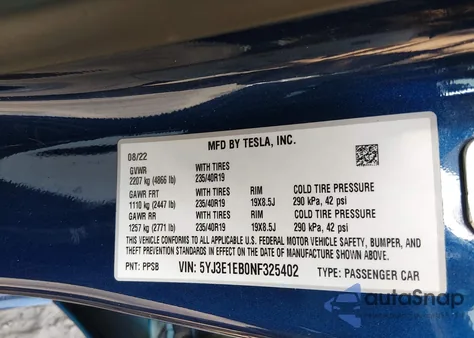 MFD BY TESLA, INC.
08/22
GVWR WITH TIRES
2207 kg (4866 lb) 235/40R19
GAWR FRT WITH TIRES RIM COLD TIRE PRESSURE
1110 kg (2447 lb) 235/40R19 19X8.5J 290 kPa, 42 psi
GAWR RR WITH TIRES RIM COLD TIRE PRESSURE
1257 kg (2771 lb) 235/40R19 19X8.5J 290 kPa, 42 psi
THIS VEHICLE CONFORMS TO ALL APPLICABLE FEDERAL MOTOR VEHICLE SAFETY, BUMPER, AND
THEFT PREVENTION STANDARDS IN EFFECT ON THE DATE OF MANUFACTURE SHOWN ABOVE.
PNT: PPSB VIN: 5YJ3E1EB0NF325402 TYPE: PASSENGER CAR
autoSnap